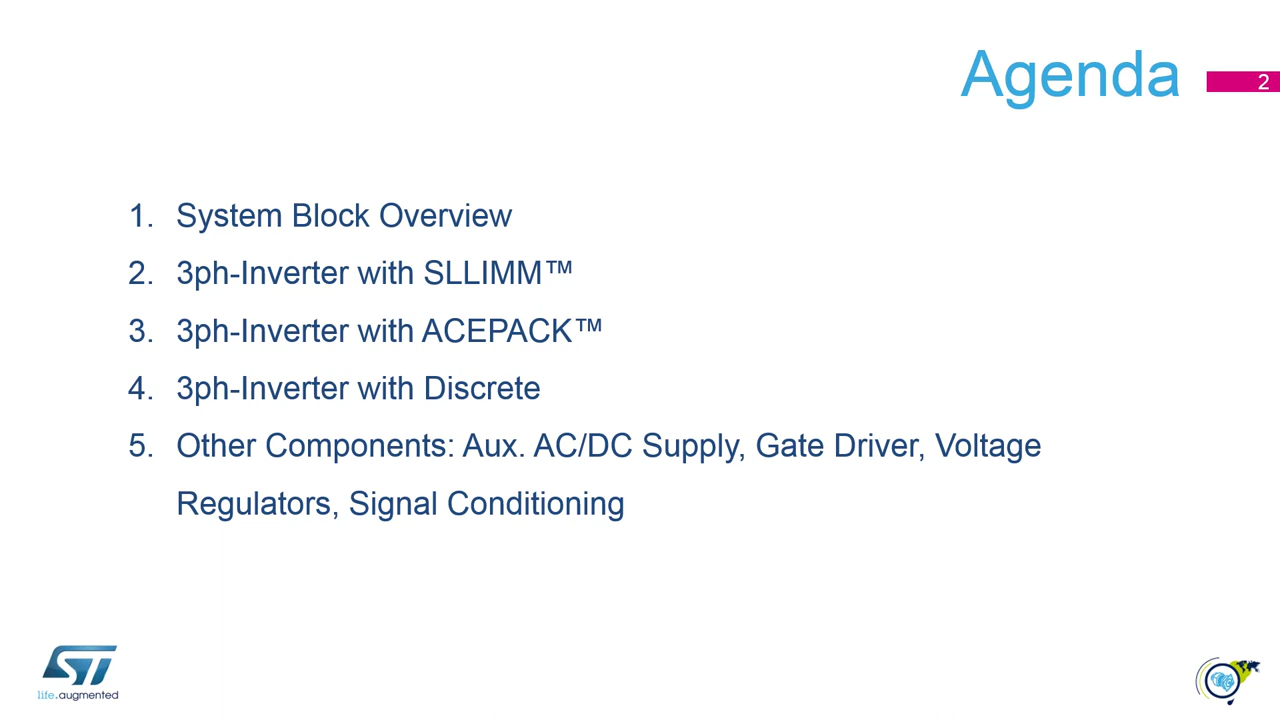 Agenda
2
1. System Block Overview
2. 3ph-Inverter with SLLIMM™
3. 3ph-Inverter with ACEPACK™
4. 3ph-Inverter with Discrete
5. Other Components: Aux. AC/DC Supply, Gate Driver, Voltage
Regulators, Signal Conditioning
ST
life.augmented